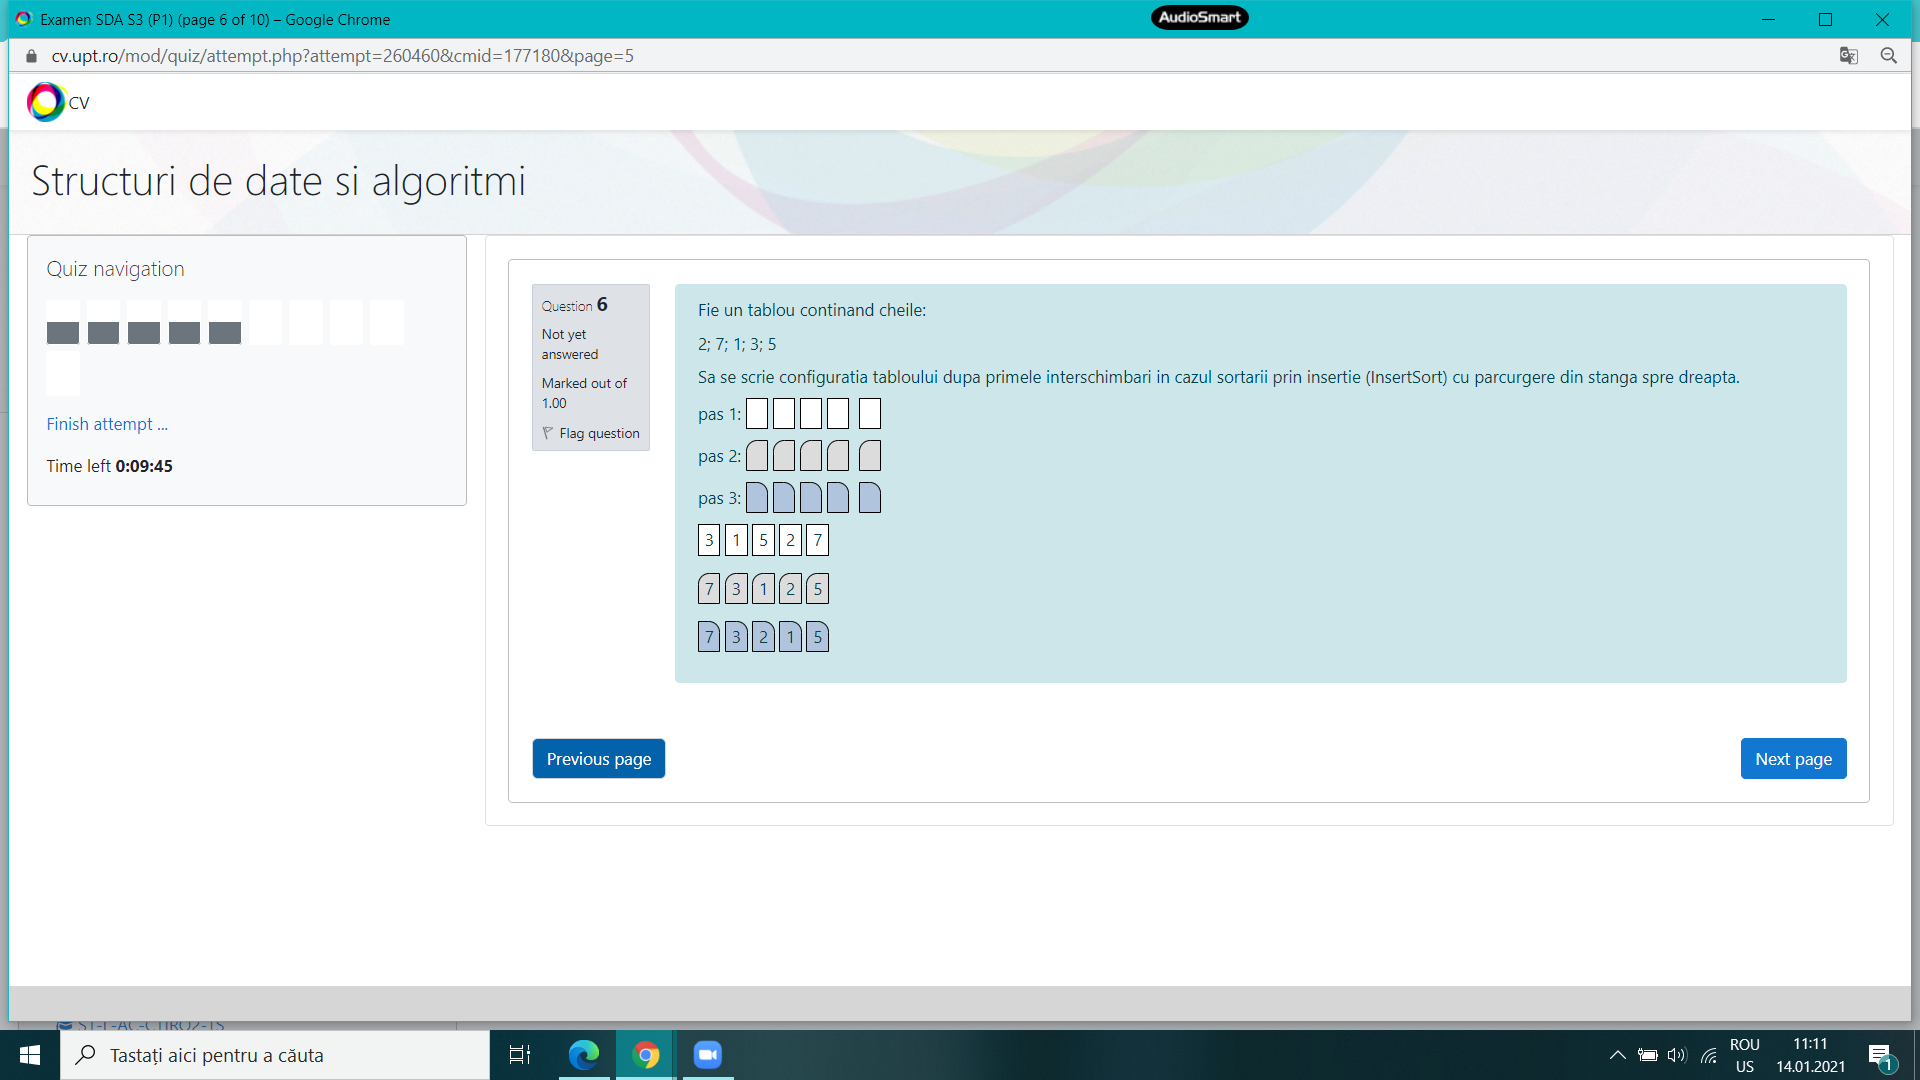 Examen SDA S3 (P1) (page 6 of 10) – Google Chrome
AudioSmart
cv.upt.ro/mod/quiz/attempt.php?attempt=260460&cmid=177180&page=5
CV
Structuri de date si algoritmi
Quiz navigation
Finish attempt ...
Time left 0:09:45
Question 6
Not yet
answered
Marked out of
1.00
Flag question
Fie un tablou continand cheile:
2; 7; 1; 3; 5
Sa se scrie configuratia tabloului dupa primele interschimbari in cazul sortarii prin insertie (InsertSort) cu parcurgere din stanga spre dreapta.
pas 1:
pas 2:
pas 3:
3 1 5 2 7
7 3 1 2 5
7 3 2 1 5
Previous page
Next page
Tastați aici pentru a căuta
ROU
US
11:11
14.01.2021
1